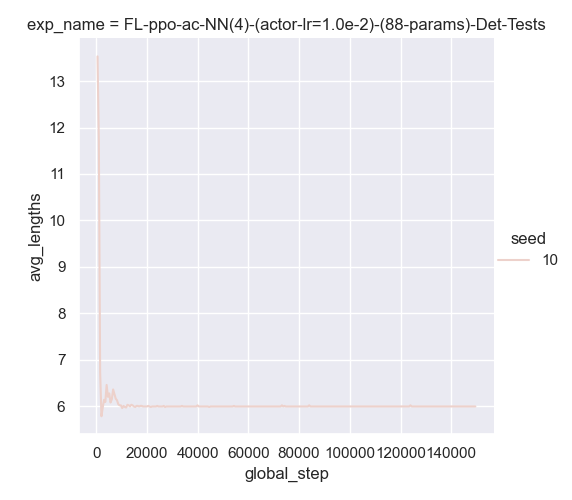 exp_name = FL-ppo-ac-NN(4)-(actor-lr=1.0e-2)-(88-params)-Det-Tests
13
12
11
10
9
8
7
6
avg_lengths
0 20000 40000 60000 80000 100000 120000 140000
global_step
seed
10